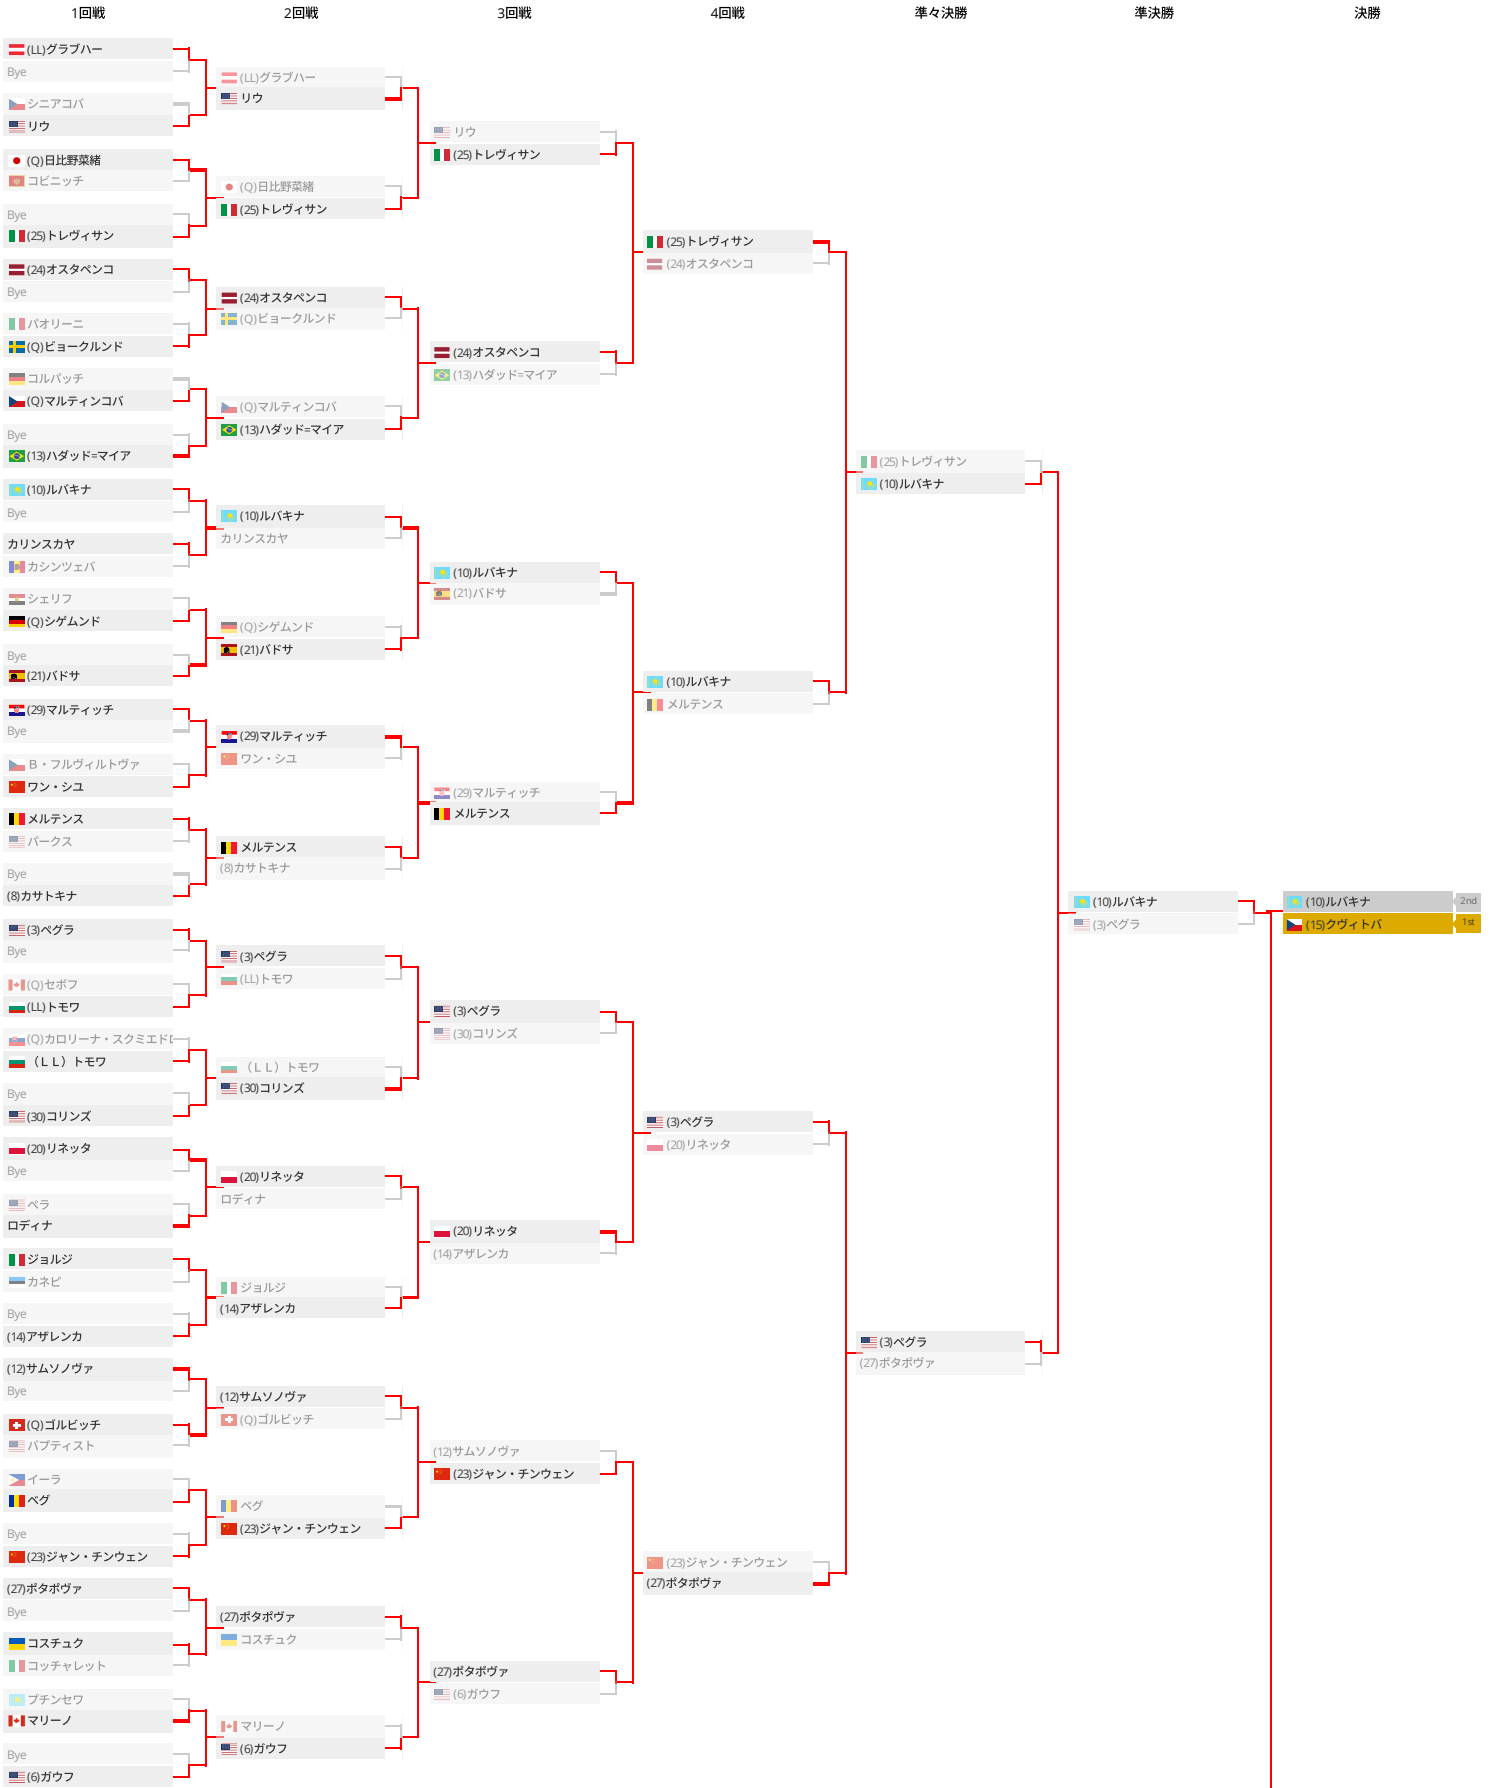 1回戦
2回戦
3回戦
4回戦
準々決勝
準決勝
決勝
(LL)グラブハー
Bye
シニアコバ
リウ
(Q)日比野菜緒
コビニッチ
Bye
(25)トレヴィサン
(24)オスタペンコ
Bye
パオリーニ
(Q)ビョークルンド
コルパッチ
(Q)マルティンコバ
Bye
(13)ハダッド=マイア
(10)ルバキナ
Bye
カリンスカヤ
カシンツェバ
シェリフ
(Q)シゲムンド
Bye
(21)バドサ
(29)マルティッチ
Bye
B・フルヴィルトヴァ
ワン・シユ
メルテンス
パークス
Bye
(8)カサトキナ
(3)ペグラ
Bye
(Q)セボフ
(LL)トモワ
(Q)カロリーナ・スクミエドロ
（ＬＬ）トモワ
Bye
(30)コリンズ
(20)リネッタ
Bye
ペラ
ロディナ
ジョルジ
カネピ
Bye
(14)アザレンカ
(12)サムソノヴァ
Bye
(Q)ゴルビッチ
バプティスト
イーラ
ベグ
Bye
(23)ジャン・チンウェン
(27)ポタポヴァ
Bye
コスチュク
コッチャレット
プチンセワ
マリーノ
Bye
(6)ガウフ
(LL)グラブハー
リウ
(Q)日比野菜緒
(25)トレヴィサン
(24)オスタペンコ
(Q)ビョークルンド
(Q)マルティンコバ
(13)ハダッド=マイア
(10)ルバキナ
カリンスカヤ
(Q)シゲムンド
(21)バドサ
(29)マルティッチ
ワン・シユ
メルテンス
(8)カサトキナ
(3)ペグラ
(LL)トモワ
（ＬＬ）トモワ
(30)コリンズ
(20)リネッタ
ロディナ
ジョルジ
(14)アザレンカ
(12)サムソノヴァ
(Q)ゴルビッチ
ベグ
(23)ジャン・チンウェン
(27)ポタポヴァ
コスチュク
マリーノ
(6)ガウフ
リウ
(25)トレヴィサン
(24)オスタペンコ
(13)ハダッド=マイア
(10)ルバキナ
(21)バドサ
(29)マルティッチ
メルテンス
(3)ペグラ
(30)コリンズ
(20)リネッタ
(14)アザレンカ
(12)サムソノヴァ
(23)ジャン・チンウェン
(27)ポタポヴァ
(6)ガウフ
(25)トレヴィサン
(24)オスタペンコ
(10)ルバキナ
メルテンス
(3)ペグラ
(20)リネッタ
(23)ジャン・チンウェン
(27)ポタポヴァ
(25)トレヴィサン
(10)ルバキナ
(3)ペグラ
(27)ポタポヴァ
(10)ルバキナ
(3)ペグラ
(10)ルバキナ
2nd
(15)クヴィトバ
1st